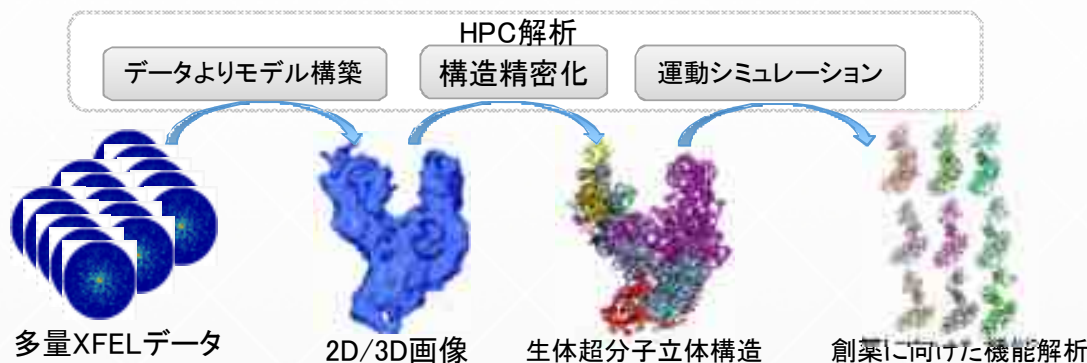 HPC解析
データよりモデル構築
構造精密化
運動シミュレーション
多量XFELデータ
2D/3D画像
生体超分子立体構造
創薬に向けた機能解析